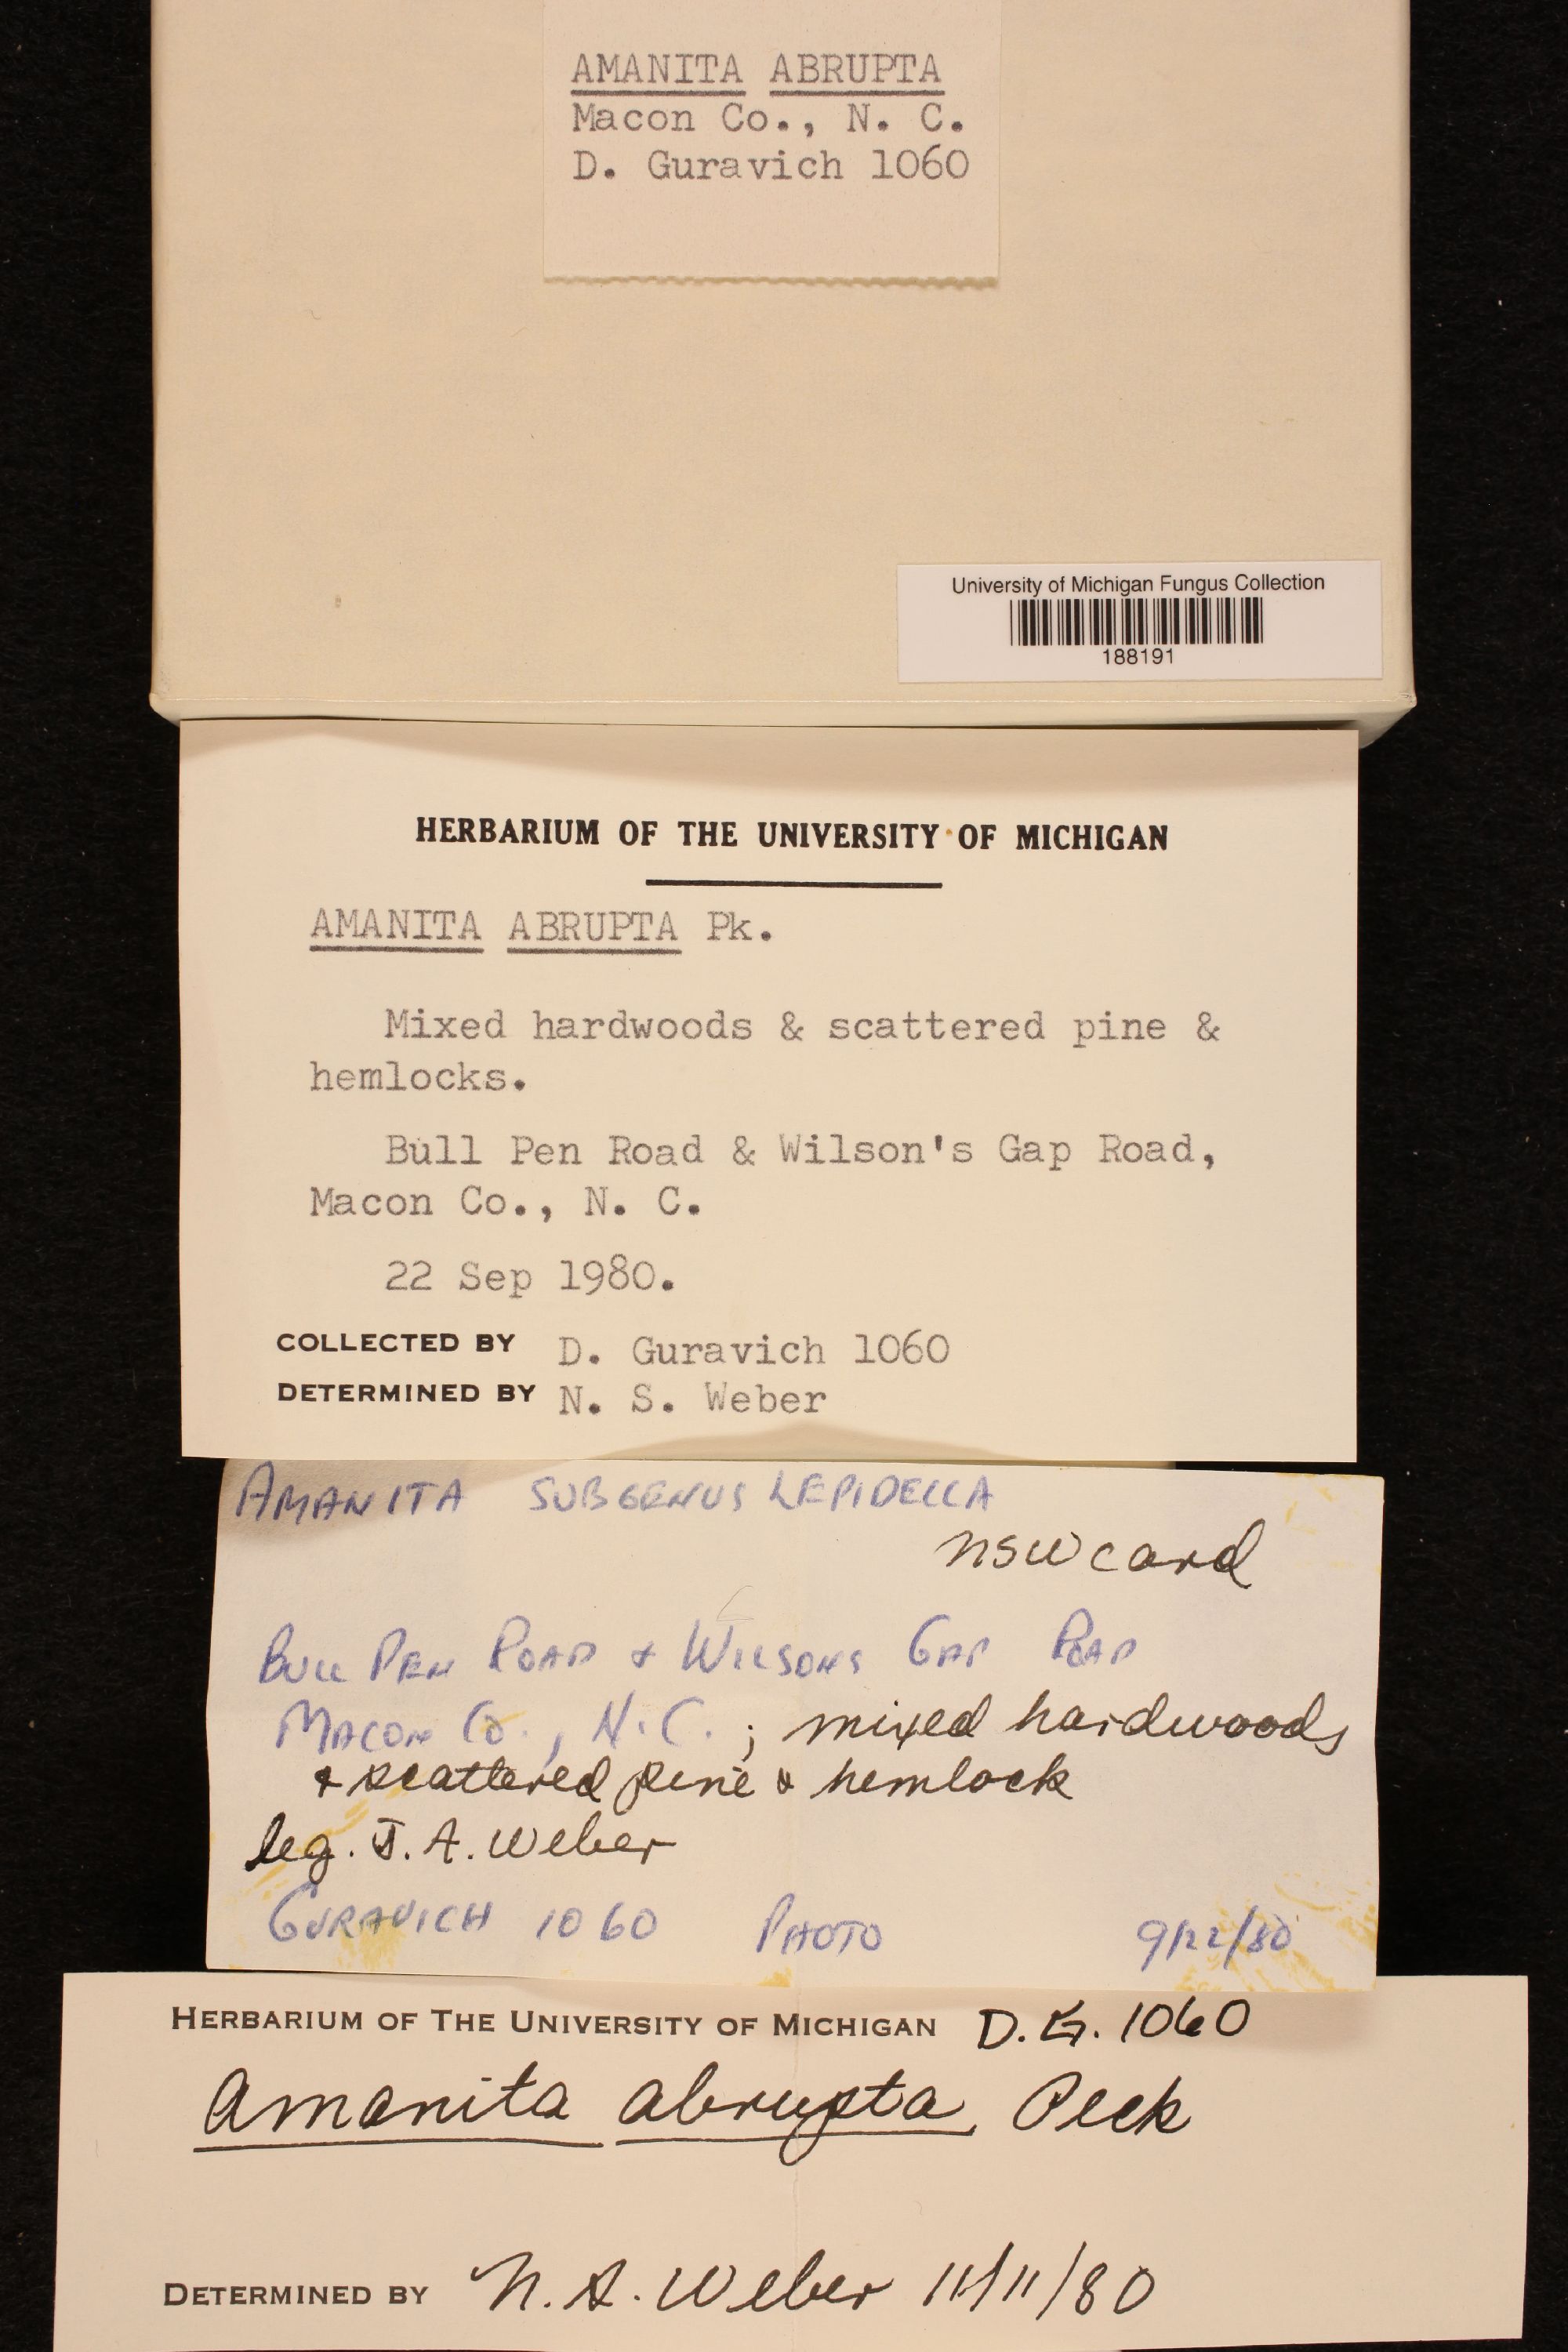 AMANITA ABRUPTA
Macon Co., N. C.
D. Guravich 1060
University of Michigan Fungus Collection
188191
HERBARIUM OF THE UNIVERSITY OF MICHIGAN
AMANITA ABRUPTA Pk.
Mixed hardwoods & scattered pine &
hemlocks.
Bull Pen Road & Wilson's Gap Road,
Macon Co., N. C.
22 Sep 1980.
COLLECTED BY D. Guravich 1060
DETERMINED BY N. S. Weber
AMANITA SUBGENUS LEPIDELLA
NSW card
BULL PEN ROAD & WILSONS GAP ROAD
MACON CO., N.C.; mixed hardwoods
& scattered pine & hemlock
leg. J. A. Weber
GURAVICH 1060 PHOTO 9/22/80
HERBARIUM OF THE UNIVERSITY OF MICHIGAN D.G. 1060
Amanita abrupta Peck
DETERMINED BY N. S. Weber 11/11/80